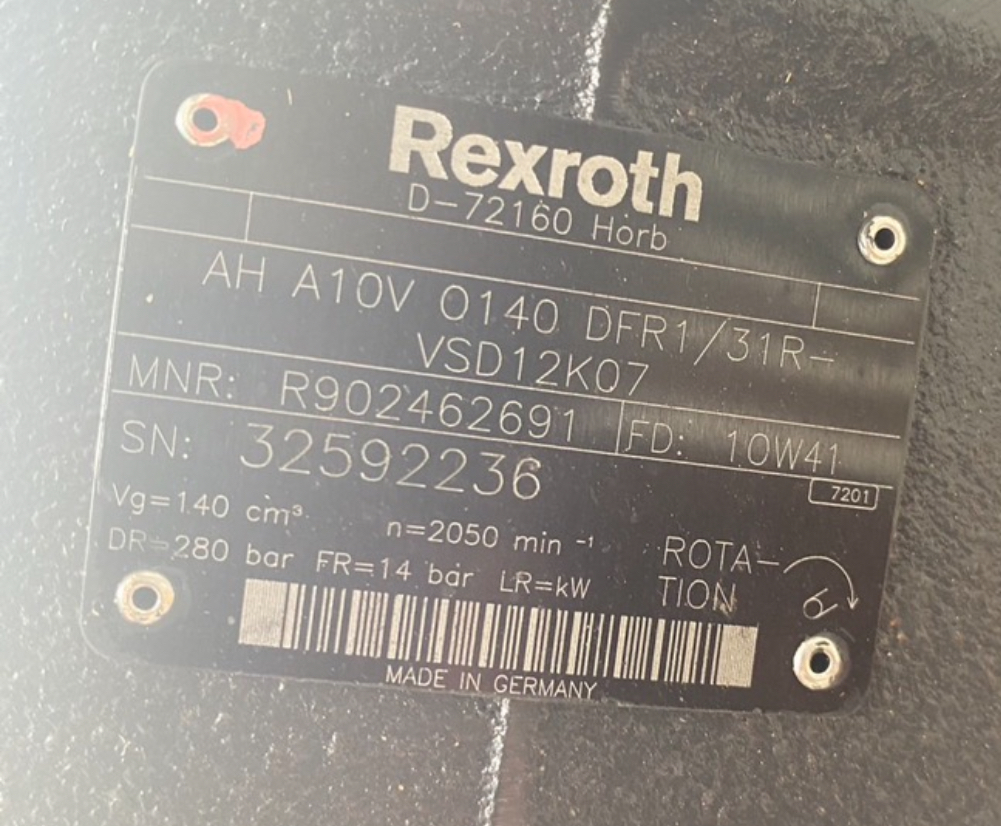 Rexroth
D-72160 Horb
AH A10V O140 DFR1/31R-
VSD12K07
MNR: R902462691 FD: 10W41
SN: 32592236
7201
Vg=140 cm³ n=2050 min⁻¹
DR=280 bar FR=14 bar LR=kW
ROTA-
TION
MADE IN GERMANY